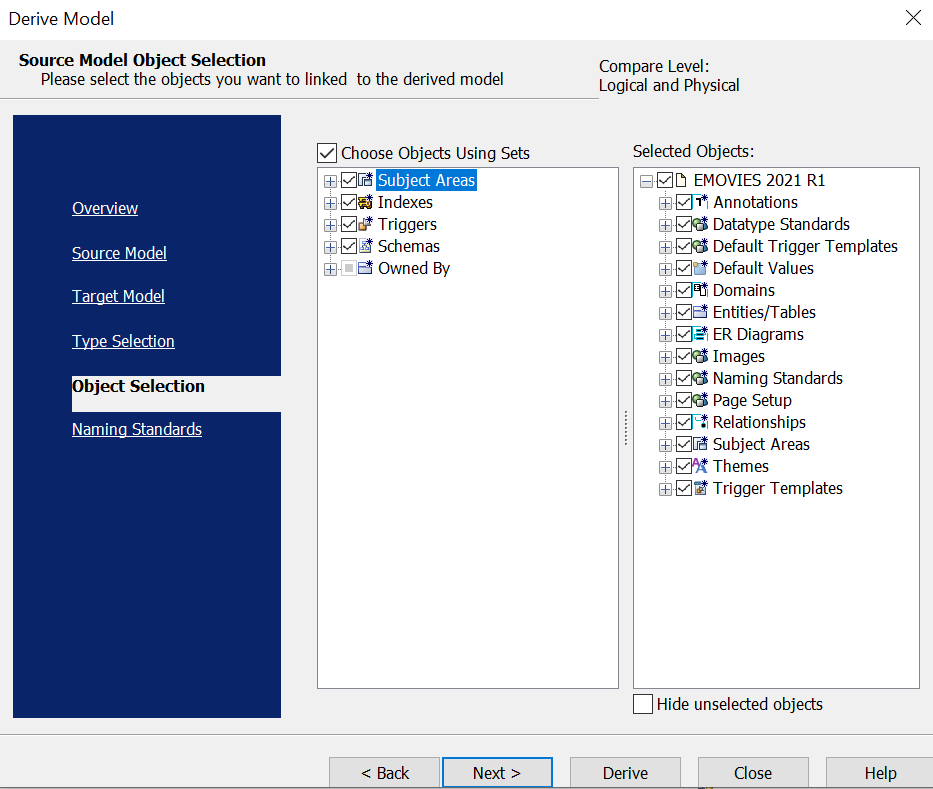 Derive Model
Source Model Object Selection
Please select the objects you want to linked  to the derived model
Compare Level:
Logical and Physical
Overview
Source Model
Target Model
Type Selection
Object Selection
Naming Standards
Choose Objects Using Sets
Subject Areas
Indexes
Triggers
Schemas
Owned By
Selected Objects:
EMOVIES 2021 R1
Annotations
Datatype Standards
Default Trigger Templates
Default Values
Domains
Entities/Tables
ER Diagrams
Images
Naming Standards
Page Setup
Relationships
Subject Areas
Themes
Trigger Templates
Hide unselected objects
< Back
Next >
Derive
Close
Help